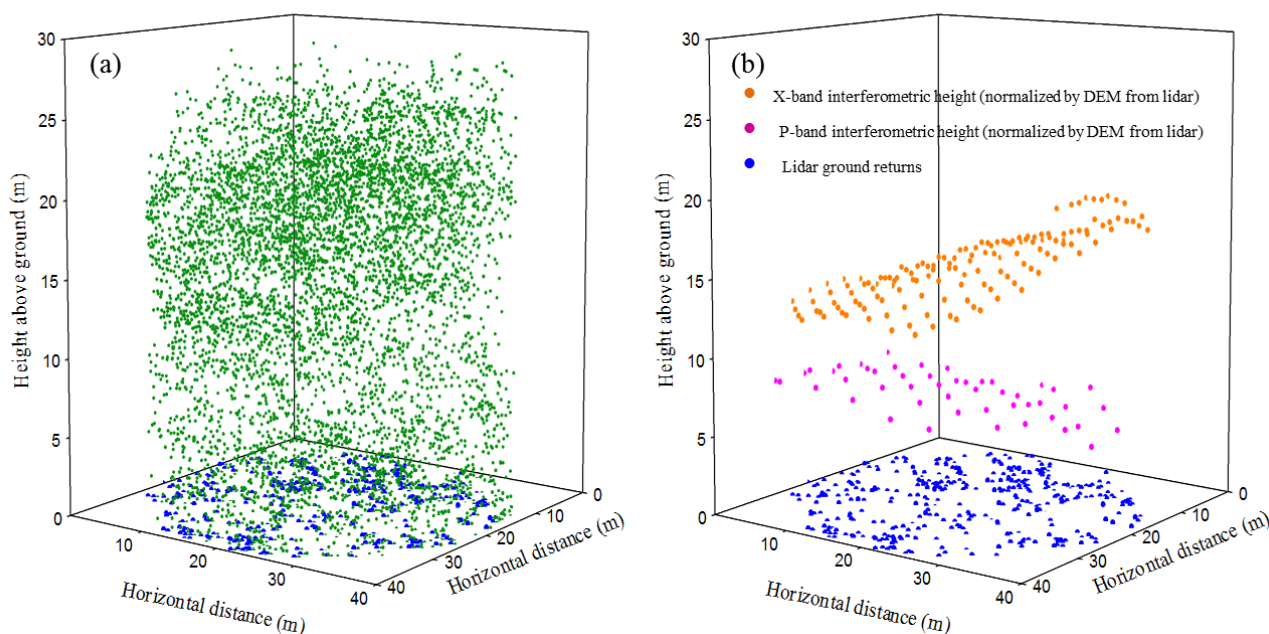 (a)
30
25
20
15
10
5
0
Height above ground (m)
10
20
30
40
Horizontal distance (m)
40
30
20
10
0
Horizontal distance (m)
(b)
X-band interferometric height (normalized by DEM from lidar)
P-band interferometric height (normalized by DEM from lidar)
Lidar ground returns
30
25
20
15
10
5
0
Height above ground (m)
10
20
30
40
Horizontal distance (m)
40
30
20
10
0
Horizontal distance (m)